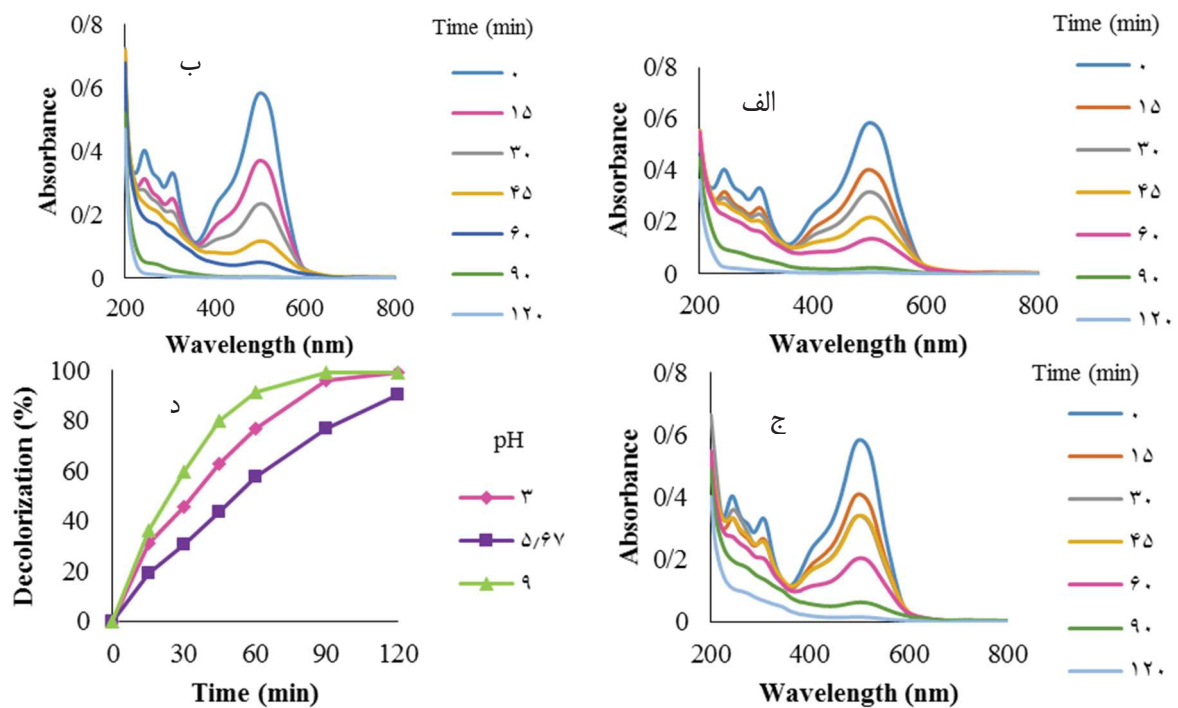 Time (min)
ب
Absorbance
0/8
0/6
0/4
0/2
0
200 400 600 800
Wavelength (nm)
۰
۱۵
۳۰
۴۵
۶۰
۹۰
۱۲۰
Time (min)
الف
Absorbance
0/8
0/6
0/4
0/2
0
200 400 600 800
Wavelength (nm)
۰
۱۵
۳۰
۴۵
۶۰
۹۰
۱۲۰
د
Decolorization (%)
100
80
60
40
20
0
0 30 60 90 120
Time (min)
pH
۳
۵٫۶۷
۹
Time (min)
ج
Absorbance
0/8
0/6
0/4
0/2
0
200 400 600 800
Wavelength (nm)
۰
۱۵
۳۰
۴۵
۶۰
۹۰
۱۲۰